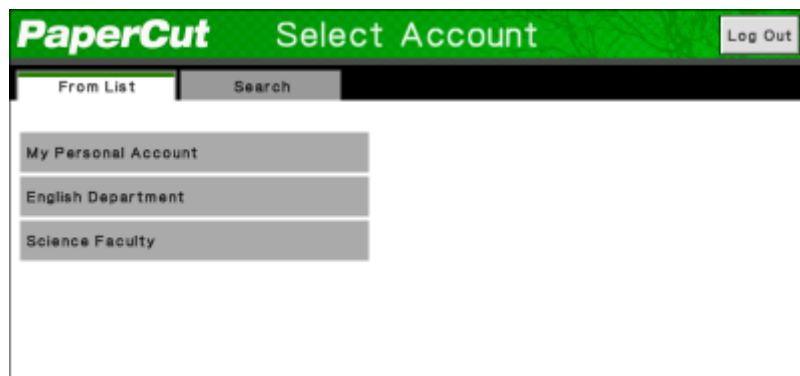 PaperCut Select Account Log Out
From List Search
My Personal Account
English Department
Science Faculty